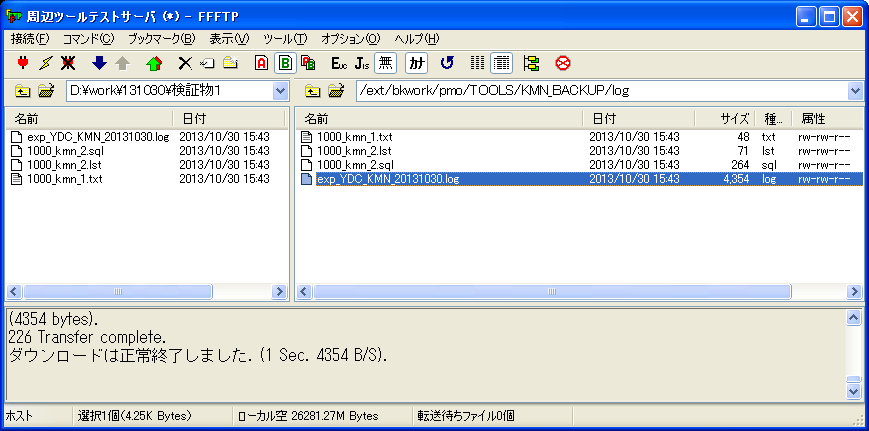 周辺ツールテストサーバ (*) - FFFTP
接続(F) コマンド(C) ブックマーク(B) 表示(V) ツール(T) オプション(O) ヘルプ(H)
A B B EUC JIS 無 カナ
D:¥work¥131030¥検証物1 /ext/bkwork/pmo/TOOLS/KMN_BACKUP/log
名前 日付 名前 日付 サイズ 種... 属性
exp_YDC_KMN_20131030.log 2013/10/30 15:43 1000_kmn_1.txt 2013/10/30 15:43 48 txt rw-rw-r--
1000_kmn_2.sql 2013/10/30 15:43 1000_kmn_2.lst 2013/10/30 15:43 71 lst rw-rw-r--
1000_kmn_2.lst 2013/10/30 15:43 1000_kmn_2.sql 2013/10/30 15:43 264 sql rw-rw-r--
1000_kmn_1.txt 2013/10/30 15:43 exp_YDC_KMN_20131030.log 2013/10/30 15:43 4,354 log rw-rw-r--
(4354 bytes).
226 Transfer complete.
ダウンロードは正常終了しました. (1 Sec. 4354 B/S).
ホスト 選択1個(4.25K Bytes) ローカル空 26281.27M Bytes 転送待ちファイル0個